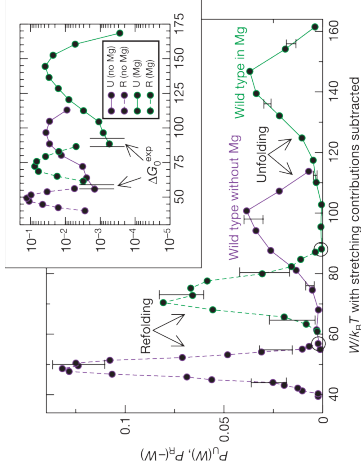 U (no Mg)
R (no Mg)
U (Mg)
R (Mg)
ΔG₀ᵉˣᵖ
10⁻¹
10⁻²
10⁻³
10⁻⁴
10⁻⁵
50
75
100
125
150
175
Wild type in Mg
Wild type without Mg
Unfolding
Refolding
P_U(W), P_R(−W)
0.1
0.05
0
40
60
80
100
120
140
160
W/k_BT with stretching contributions subtracted